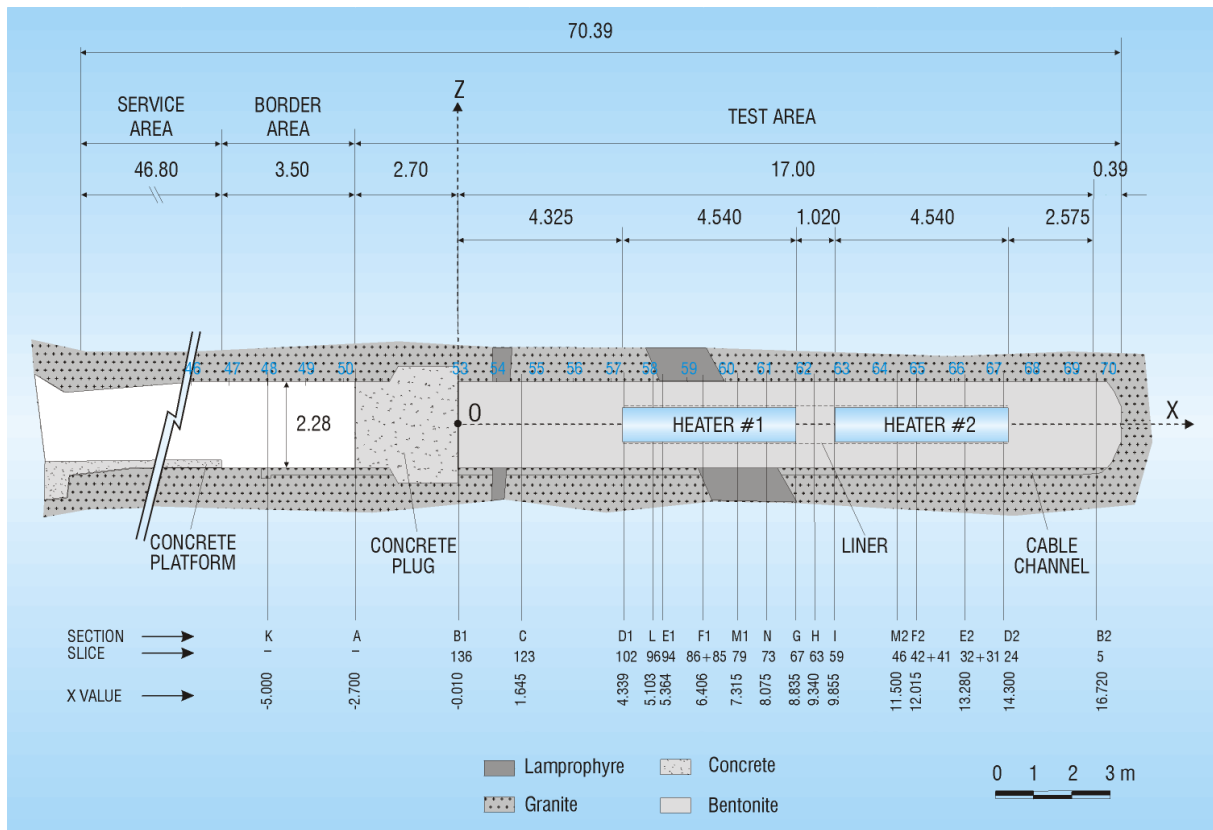 70.39
Z
SERVICE AREA
BORDER AREA
TEST AREA
46.80 3.50 2.70 17.00 0.39
4.325 4.540 1.020 4.540 2.575
46 47 48 49 50 53 54 55 56 57 58 59 60 61 62 63 64 65 66 67 68 69 70
2.28
O
HEATER #1
HEATER #2
X
CONCRETE PLATFORM
CONCRETE PLUG
LINER
CABLE CHANNEL
SECTION K A B1 C D1 L E1 F1 M1 N G H I M2 F2 E2 D2 B2
SLICE – – 136 123 102 96 94 86+85 79 73 67 63 59 46 42+41 32+31 24 5
X VALUE -5.000 -2.700 -0.010 1.645 4.339 5.103 5.364 6.406 7.315 8.075 8.835 9.340 9.855 11.500 12.015 13.280 14.300 16.720
Lamprophyre
Concrete
Granite
Bentonite
0 1 2 3 m